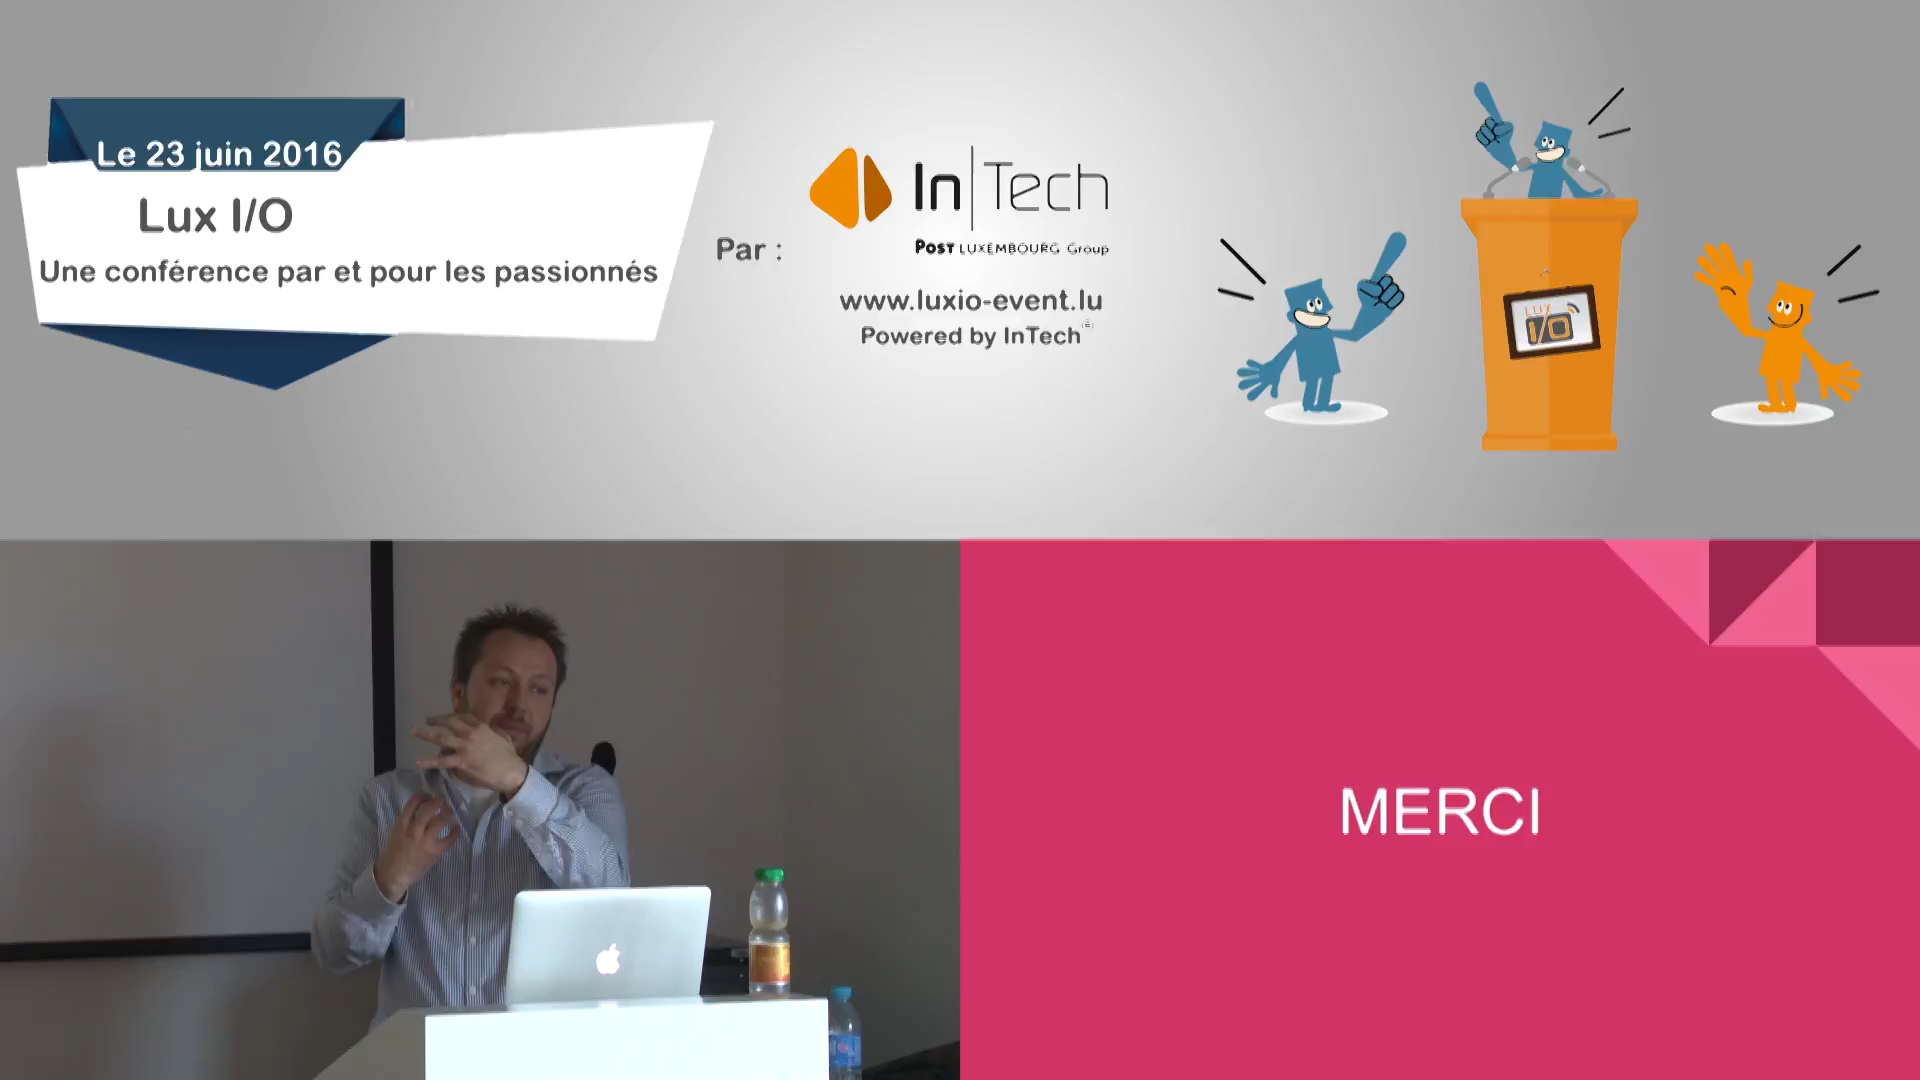 Le 23 juin 2016
Lux I/O
Une conférence par et pour les passionnés
Par :
In|Tech
POST LUXEMBOURG Group
www.luxio-event.lu
Powered by InTech
LUX
I/O
MERCI